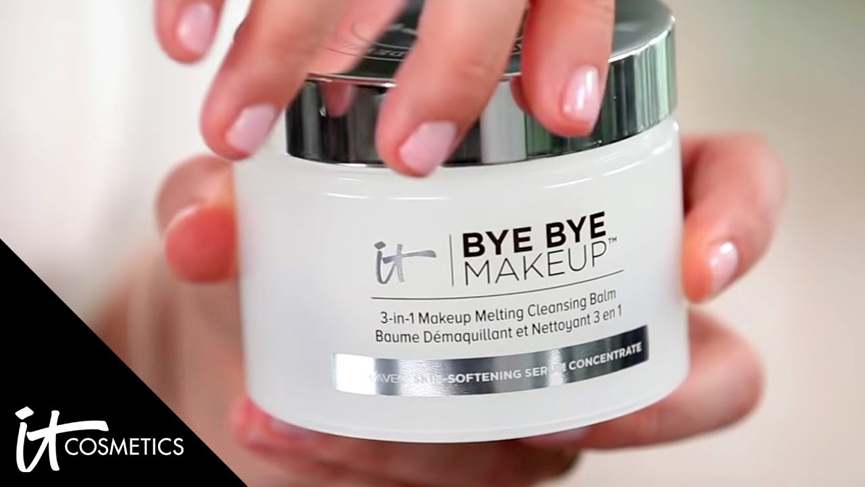 it BYE BYE
MAKEUP™
3-in-1 Makeup Melting Cleansing Balm
Baume Démaquillant et Nettoyant 3 en 1
SKIN-SOFTENING SERUM CONCENTRATE
it COSMETICS